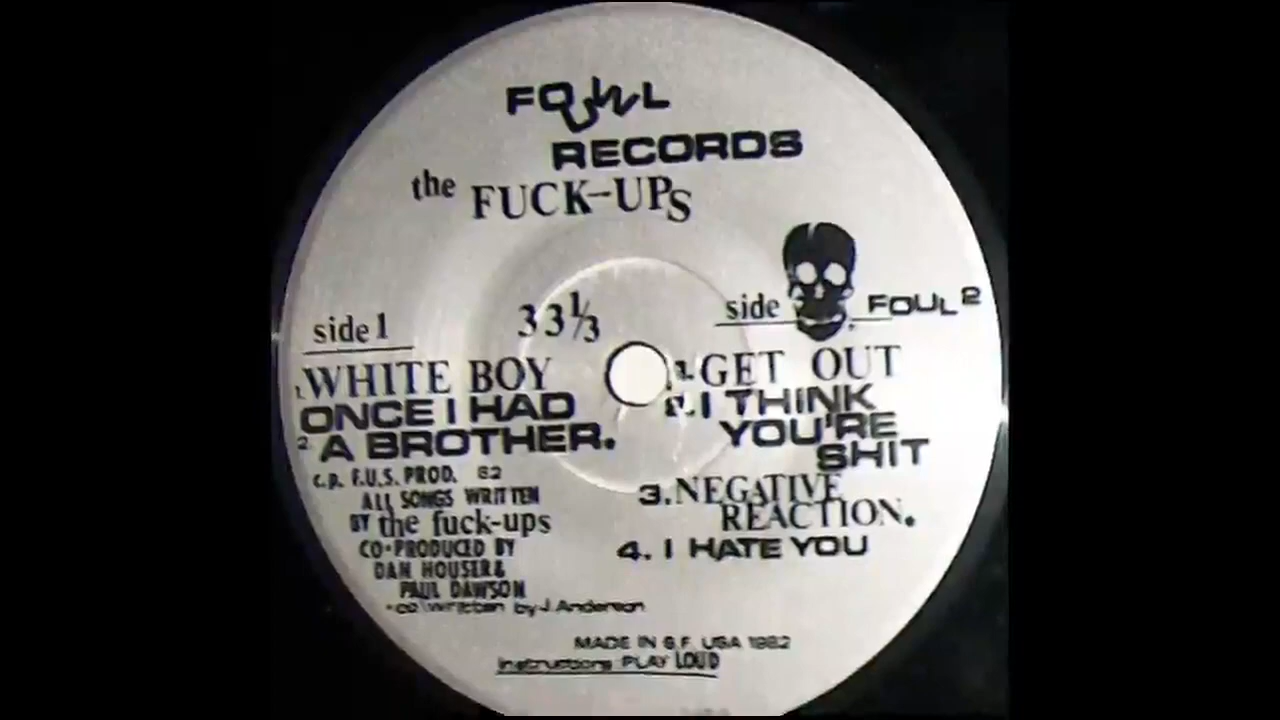 FOUWL
RECORDS
the FUCK-UPs
side 1
33⅓
1. WHITE BOY
ONCE I HAD
2 A BROTHER.
c.p. F.U.S. PROD. 82
ALL SONGS WRITTEN
BY the fuck-ups
CO-PRODUCED BY
DAN HOUSER &
PAUL DAWSON
co written by J. Anderson
side
FOUL 2
1. GET OUT
2. I THINK
YOU'RE
SHIT
3. NEGATIVE
REACTION.
4. I HATE YOU
MADE IN S.F. USA 1982
instructions: PLAY LOUD